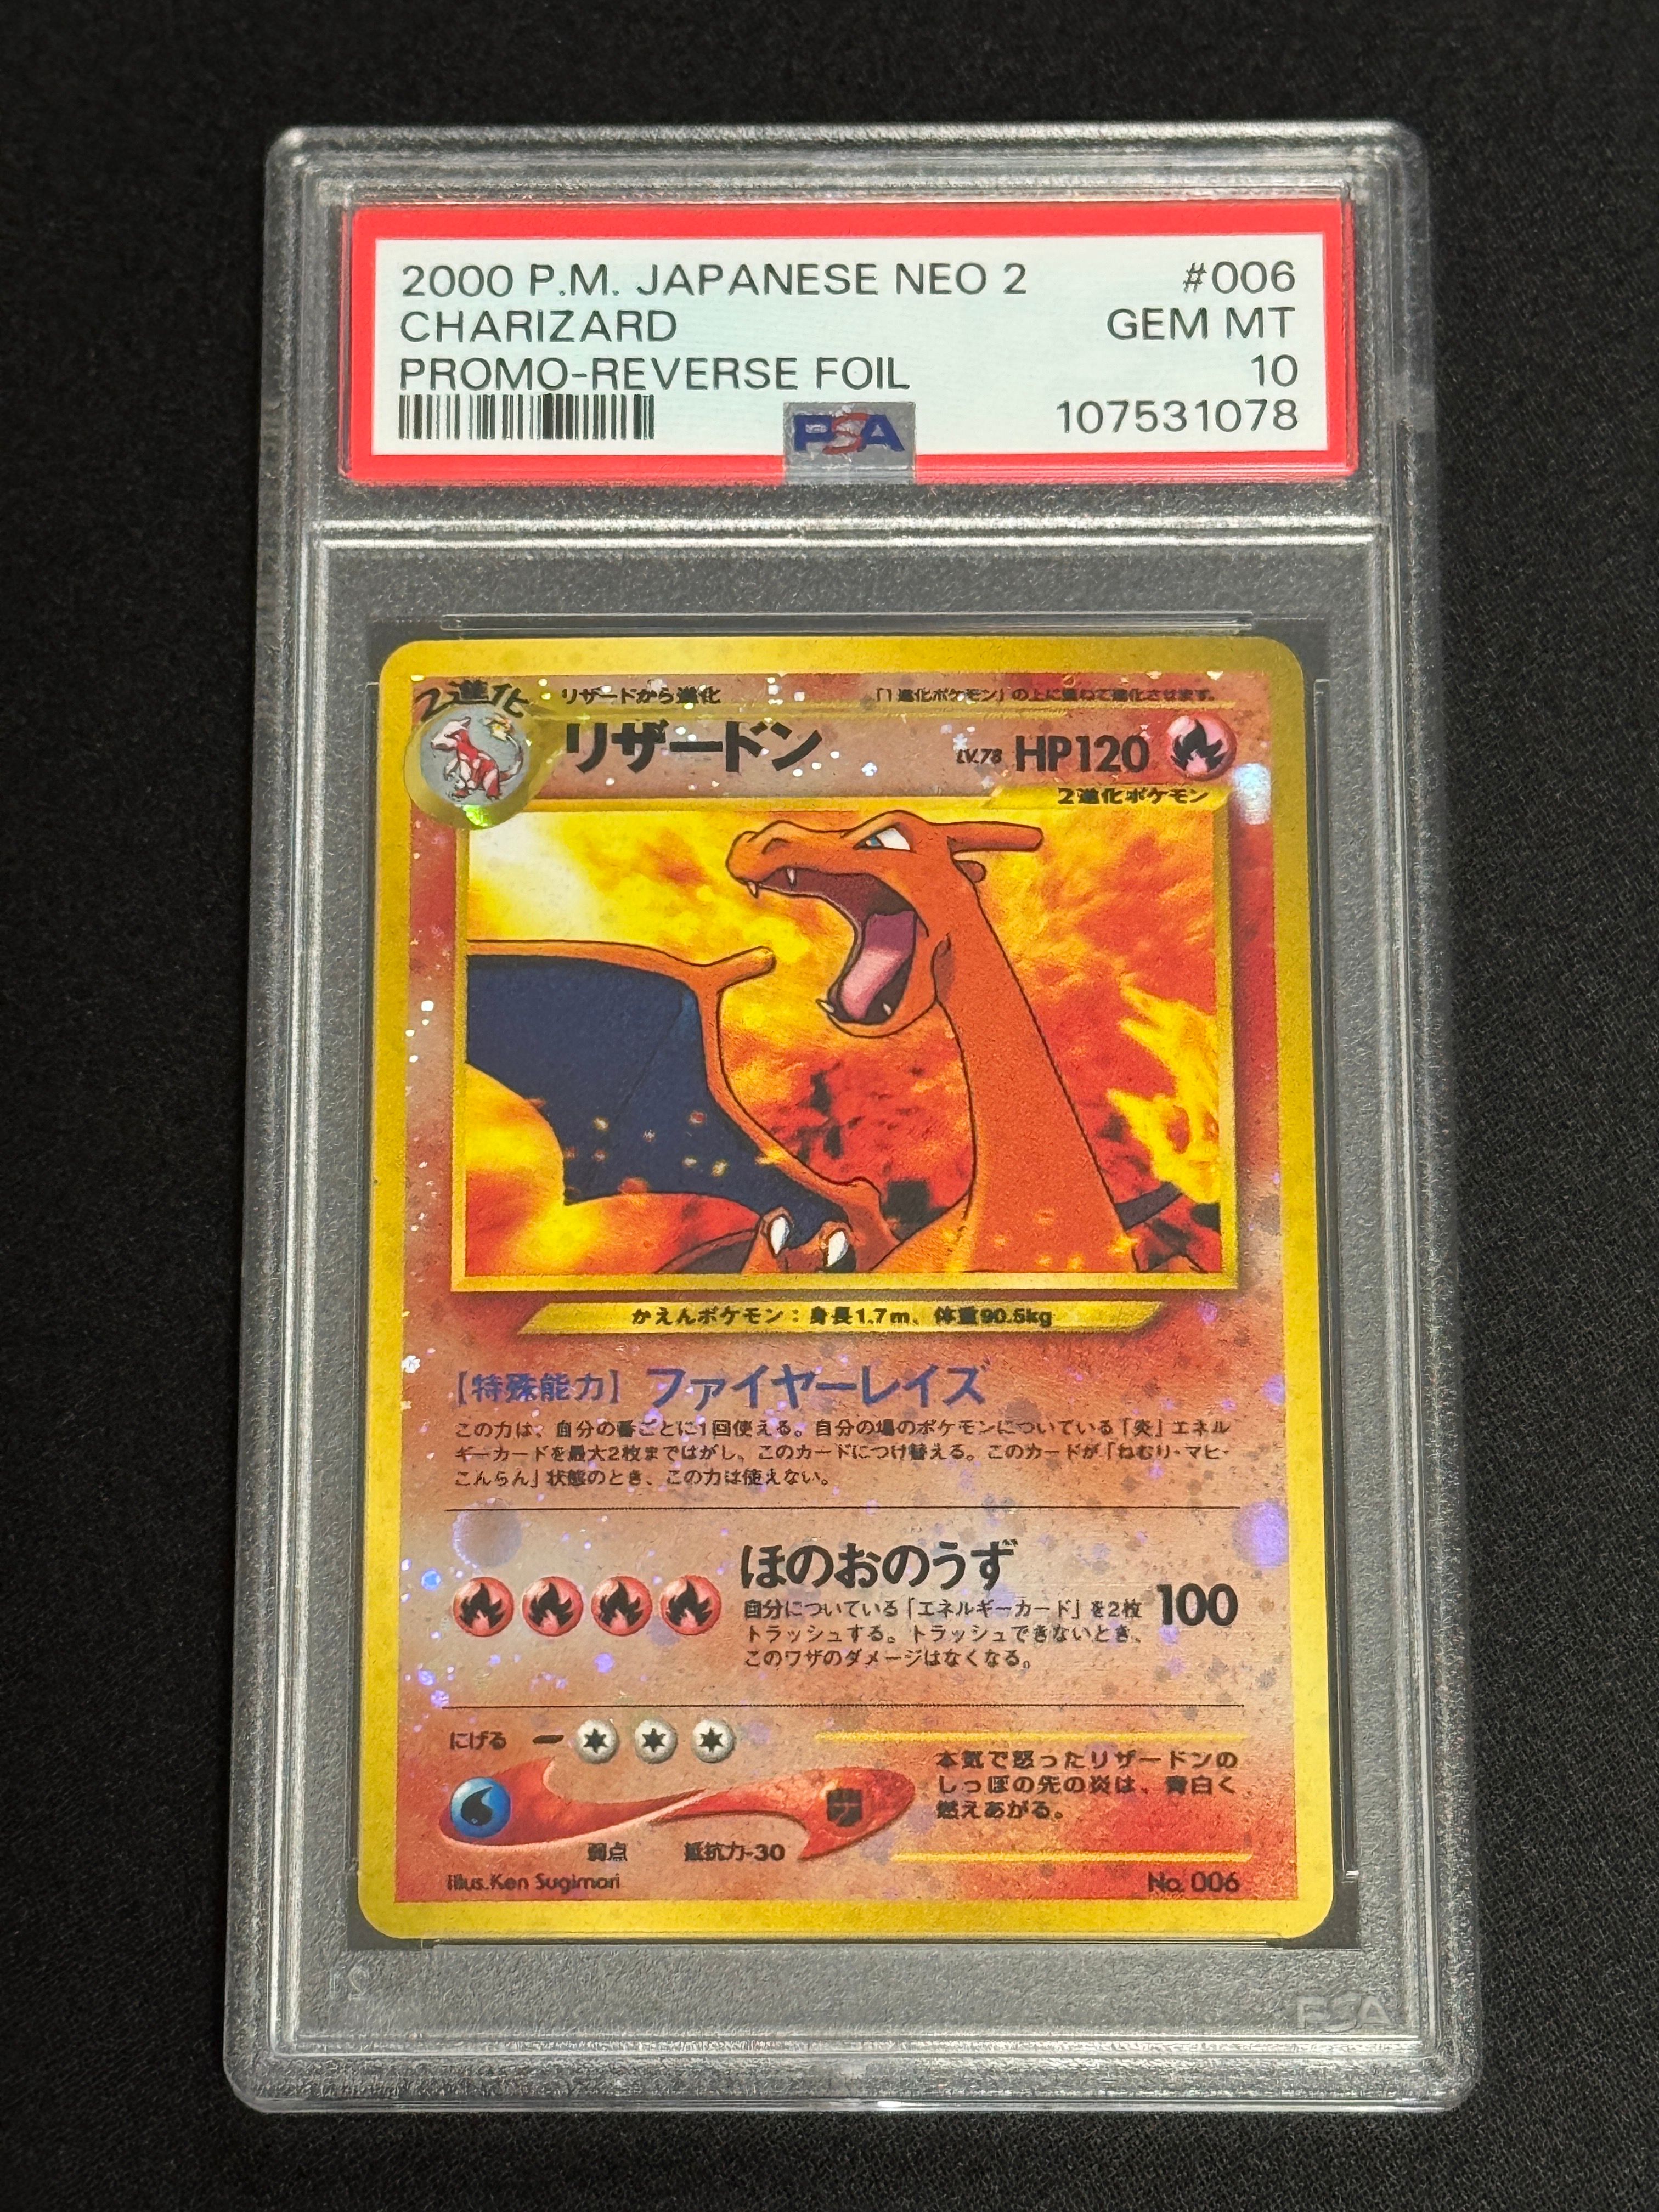 2000 P.M. JAPANESE NEO 2 #006
CHARIZARD GEM MT
PROMO-REVERSE FOIL 10
PSA 107531078
2進化 リザードから進化 「1進化ポケモン」の上に重ねて進化させます。
リザードン LV.78 HP120
2進化ポケモン
かえんポケモン:身長1.7m、体重90.5kg
【特殊能力】ファイヤーレイズ
この力は、自分の番ごとに1回使える。自分の場のポケモンについている「炎」エネル
ギーカードを最大2枚まではがし、このカードにつけ替える。このカードが「ねむり・マヒ・
こんらん」状態のとき、この力は使えない。
ほのおのうず
自分についている「エネルギーカード」を2枚
トラッシュする。トラッシュできないとき、
このワザのダメージはなくなる。
100
にげる
弱点 抵抗力-30
本気で怒ったリザードンの
しっぽの先の炎は、青白く
燃えあがる。
illus.Ken Sugimori No. 006
PSA